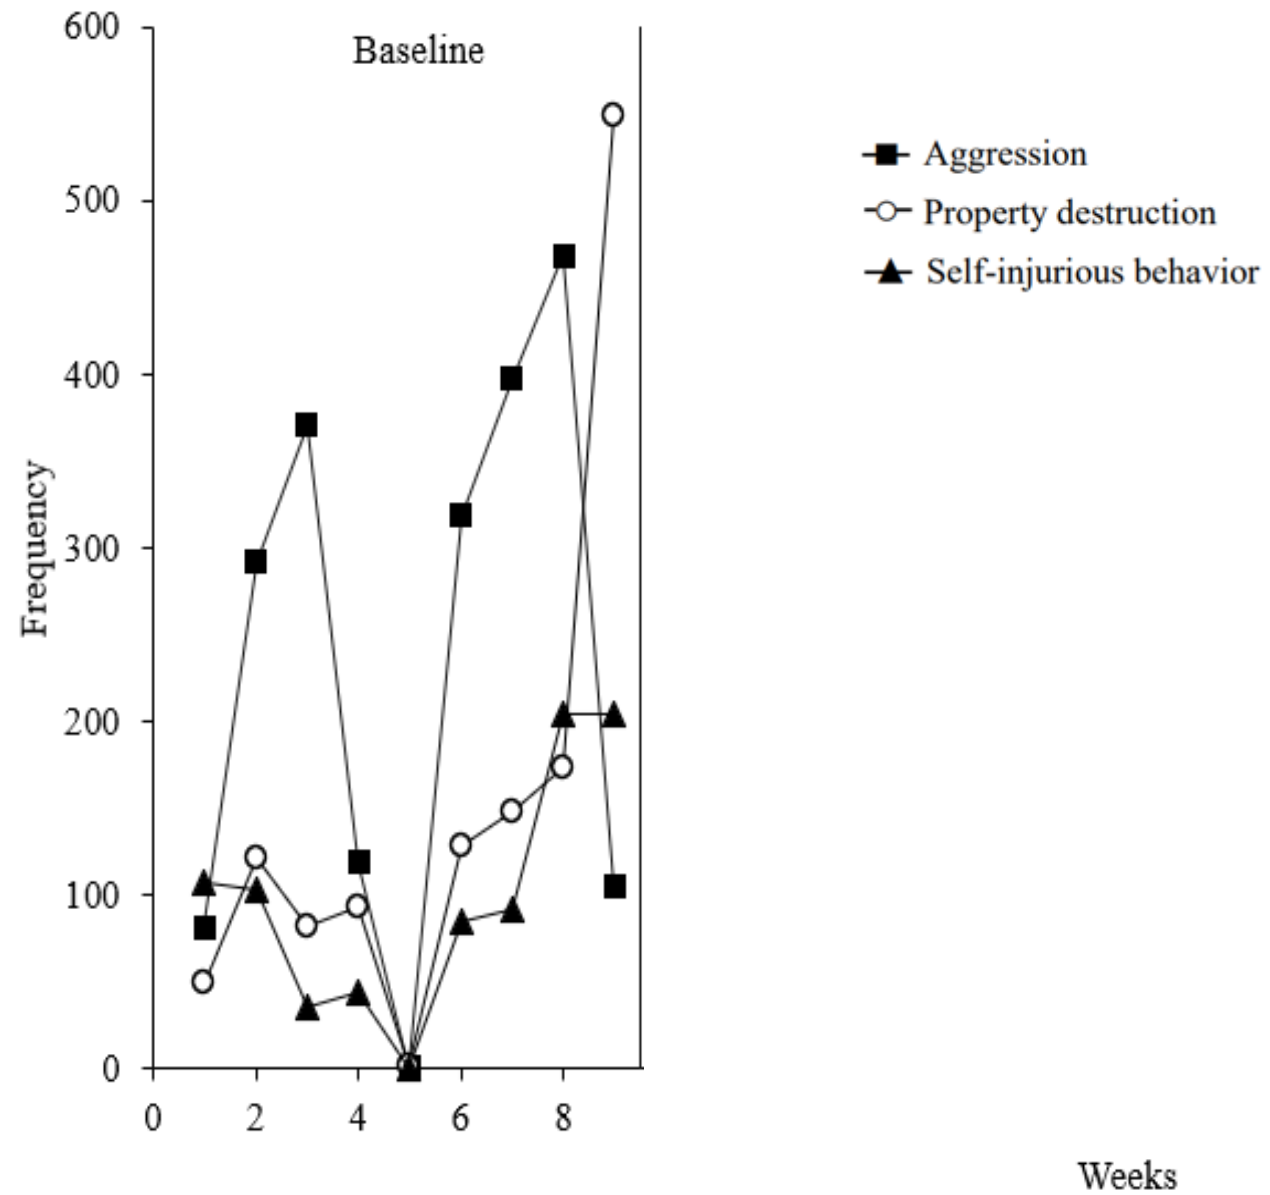 600
Baseline
500
400
300
200
100
0
Frequency
0 2 4 6 8
Weeks
Aggression
Property destruction
Self-injurious behavior